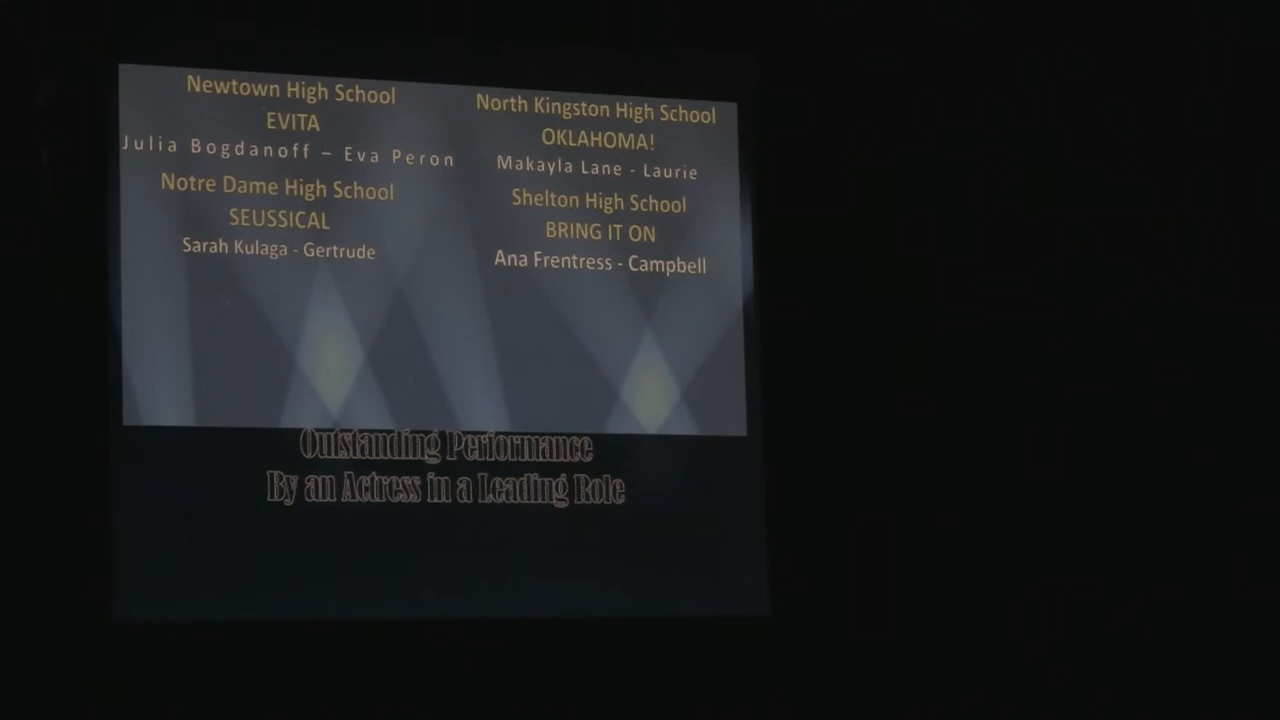 Newtown High School
EVITA
Julia Bogdanoff – Eva Peron
Notre Dame High School
SEUSSICAL
Sarah Kulaga - Gertrude
North Kingston High School
OKLAHOMA!
Makayla Lane - Laurie
Shelton High School
BRING IT ON
Ana Frentress - Campbell
Outstanding Performance
By an Actress in a Leading Role